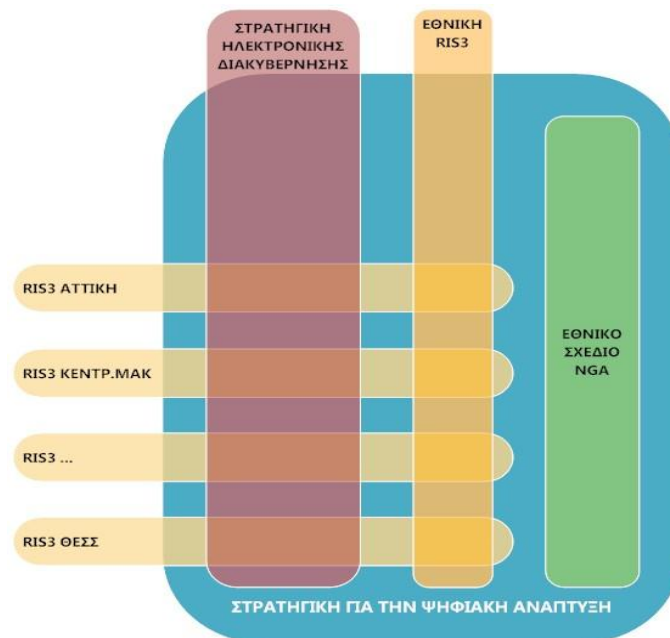 ΣΤΡΑΤΗΓΙΚΗ
ΗΛΕΚΤΡΟΝΙΚΗΣ
ΔΙΑΚΥΒΕΡΝΗΣΗΣ
ΕΘΝΙΚΗ
RIS3
RIS3 ΑΤΤΙΚΗ
RIS3 ΚΕΝΤΡ.ΜΑΚ
RIS3 ...
RIS3 ΘΕΣΣ
ΕΘΝΙΚΟ
ΣΧΕΔΙΟ
NGA
ΣΤΡΑΤΗΓΙΚΗ ΓΙΑ ΤΗΝ ΨΗΦΙΑΚΗ ΑΝΑΠΤΥΞΗ